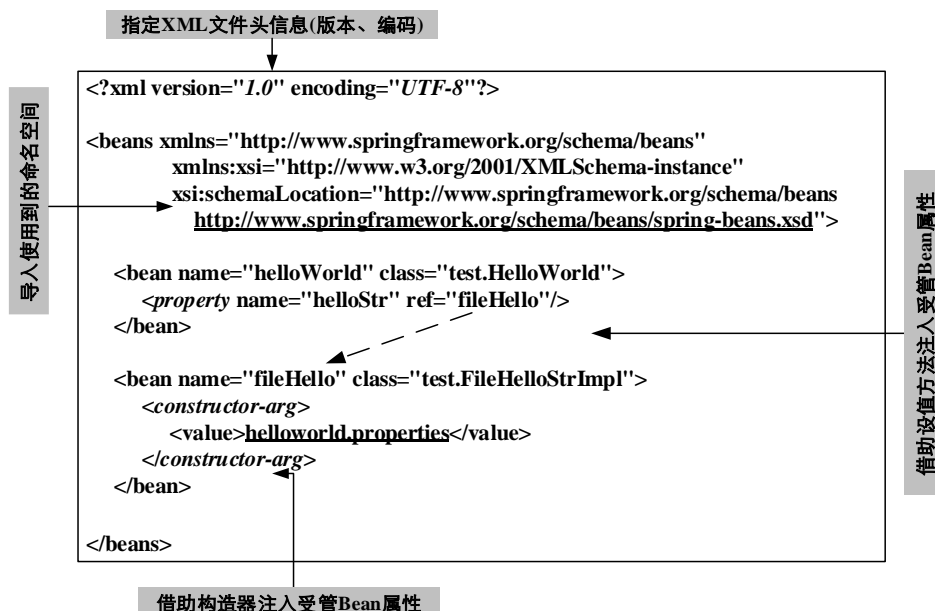 指定XML文件头信息(版本、编码)
<?xml version="1.0" encoding="UTF-8"?>
导入使用到的命名空间
<beans xmlns="http://www.springframework.org/schema/beans"
xmlns:xsi="http://www.w3.org/2001/XMLSchema-instance"
xsi:schemaLocation="http://www.springframework.org/schema/beans
http://www.springframework.org/schema/beans/spring-beans.xsd">
<bean name="helloWorld" class="test.HelloWorld">
<property name="helloStr" ref="fileHello"/>
</bean>
借助设值方法注入受管Bean属性
<bean name="fileHello" class="test.FileHelloStrImpl">
<constructor-arg>
<value>helloworld.properties</value>
</constructor-arg>
</bean>
</beans>
借助构造器注入受管Bean属性